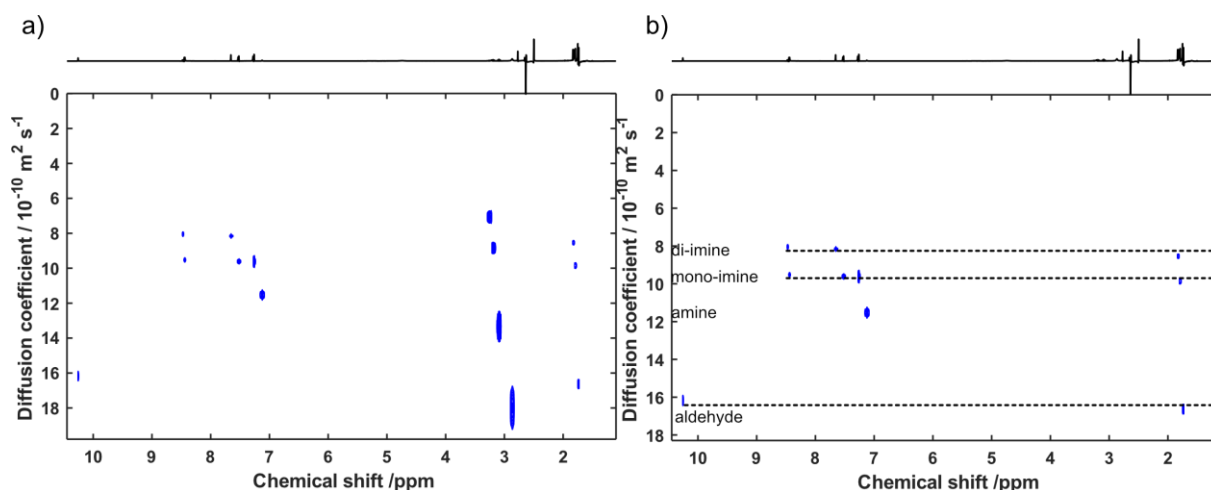 a)
0
2
4
6
8
10
12
14
16
18
Diffusion coefficient / 10⁻¹⁰ m² s⁻¹
10 9 8 7 6 5 4 3 2
Chemical shift /ppm
b)
0
2
4
6
8
10
12
14
16
18
Diffusion coefficient / 10⁻¹⁰ m² s⁻¹
di-imine
mono-imine
amine
aldehyde
10 9 8 7 6 5 4 3 2
Chemical shift /ppm